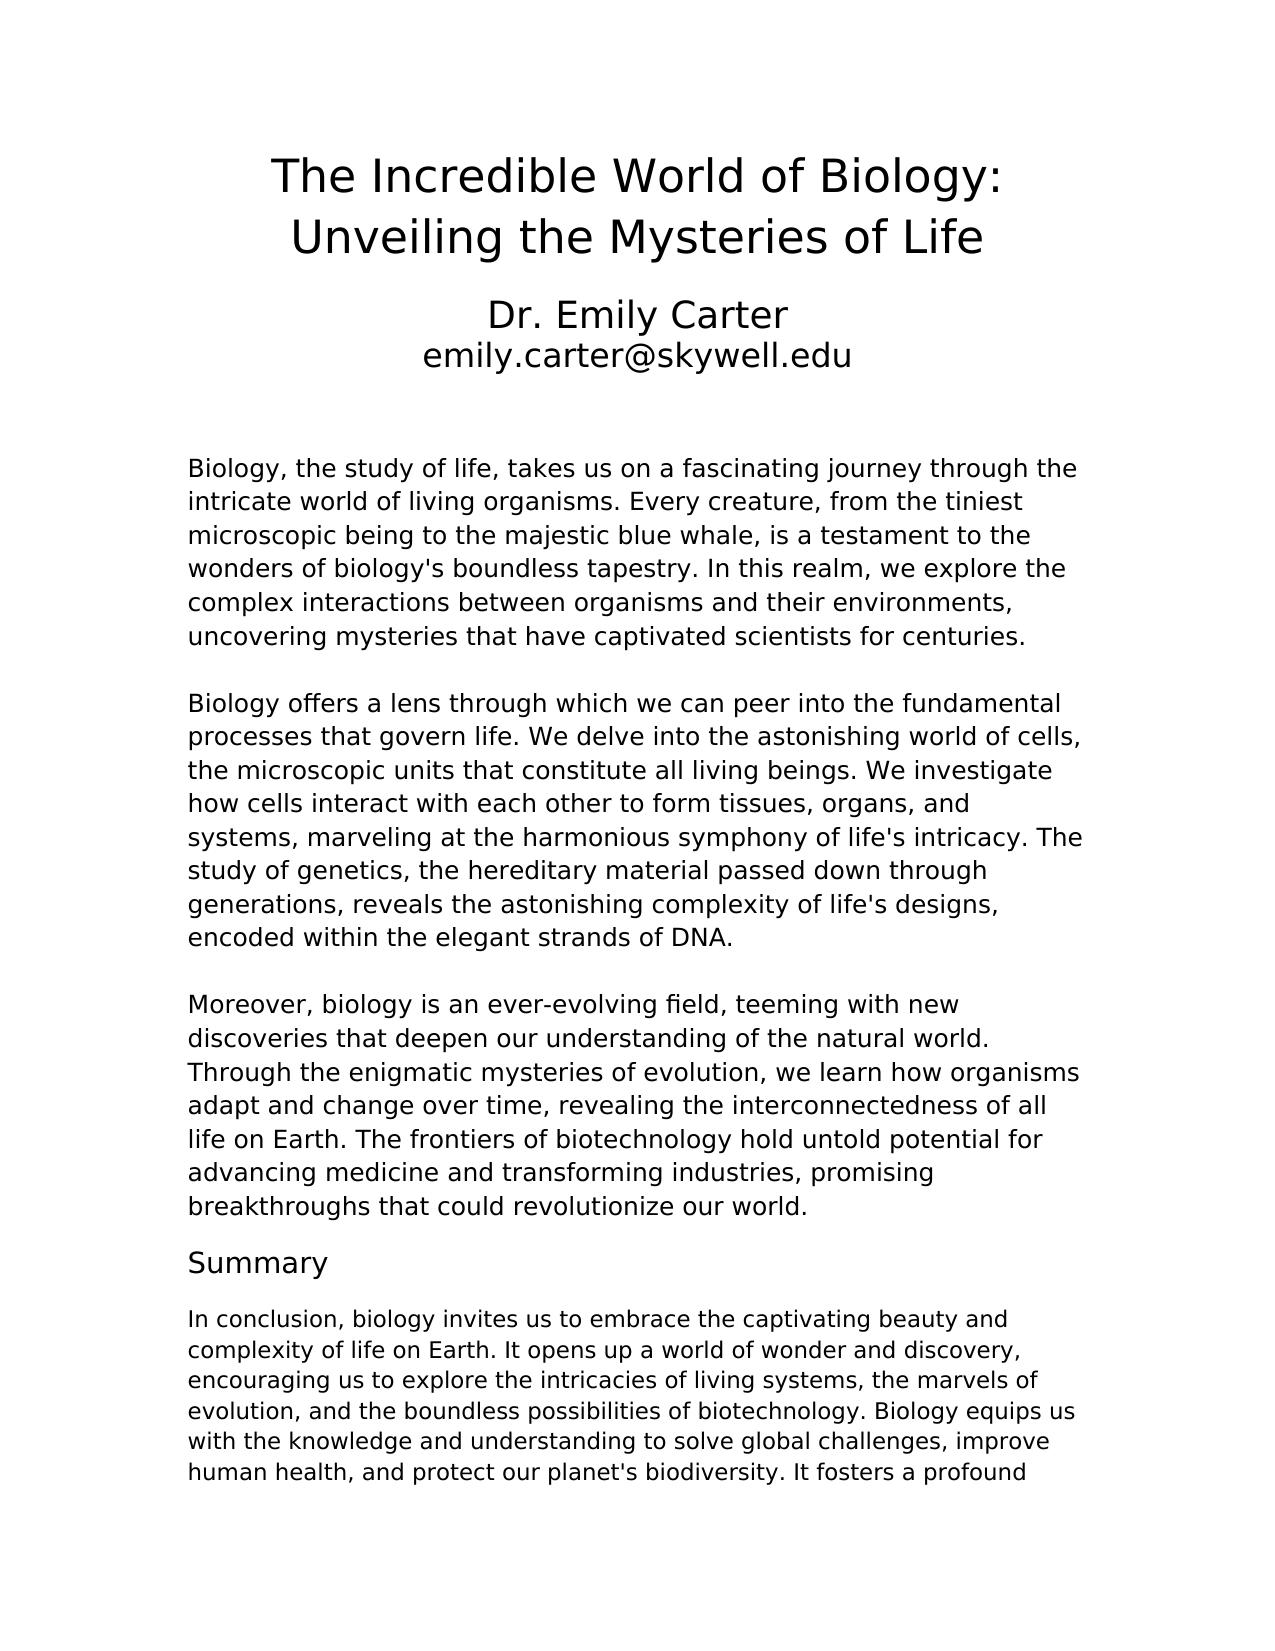 The Incredible World of Biology:
Unveiling the Mysteries of Life
Dr. Emily Carter
emily.carter@skywell.edu
Biology, the study of life, takes us on a fascinating journey through the
intricate world of living organisms. Every creature, from the tiniest
microscopic being to the majestic blue whale, is a testament to the
wonders of biology's boundless tapestry. In this realm, we explore the
complex interactions between organisms and their environments,
uncovering mysteries that have captivated scientists for centuries.
Biology offers a lens through which we can peer into the fundamental
processes that govern life. We delve into the astonishing world of cells,
the microscopic units that constitute all living beings. We investigate
how cells interact with each other to form tissues, organs, and
systems, marveling at the harmonious symphony of life's intricacy. The
study of genetics, the hereditary material passed down through
generations, reveals the astonishing complexity of life's designs,
encoded within the elegant strands of DNA.
Moreover, biology is an ever-evolving field, teeming with new
discoveries that deepen our understanding of the natural world.
Through the enigmatic mysteries of evolution, we learn how organisms
adapt and change over time, revealing the interconnectedness of all
life on Earth. The frontiers of biotechnology hold untold potential for
advancing medicine and transforming industries, promising
breakthroughs that could revolutionize our world.
Summary
In conclusion, biology invites us to embrace the captivating beauty and
complexity of life on Earth. It opens up a world of wonder and discovery,
encouraging us to explore the intricacies of living systems, the marvels of
evolution, and the boundless possibilities of biotechnology. Biology equips us
with the knowledge and understanding to solve global challenges, improve
human health, and protect our planet's biodiversity. It fosters a profound